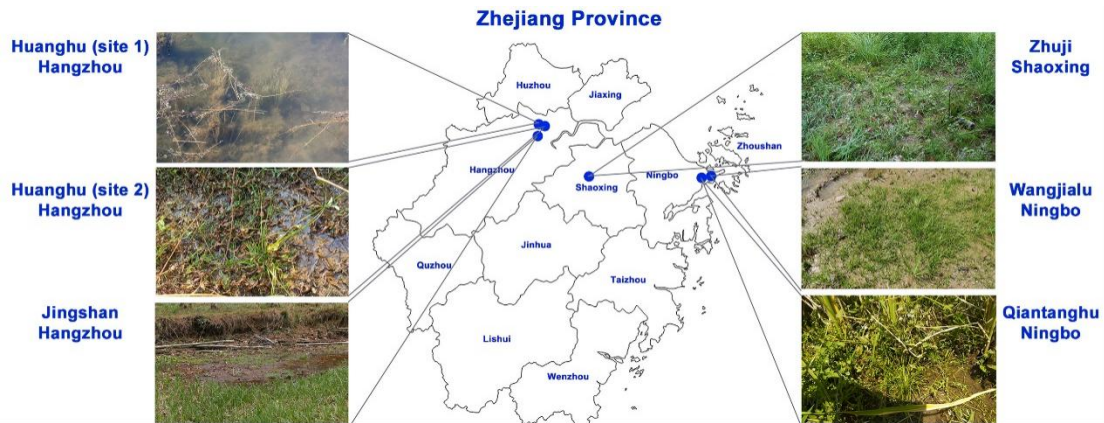 Zhejiang Province
Huanghu (site 1)
Hangzhou
Huanghu (site 2)
Hangzhou
Jingshan
Hangzhou
Huzhou
Jiaxing
Zhoushan
Hangzhou
Shaoxing
Ningbo
Jinhua
Quzhou
Taizhou
Lishui
Wenzhou
Zhuji
Shaoxing
Wangjialu
Ningbo
Qiantanghu
Ningbo